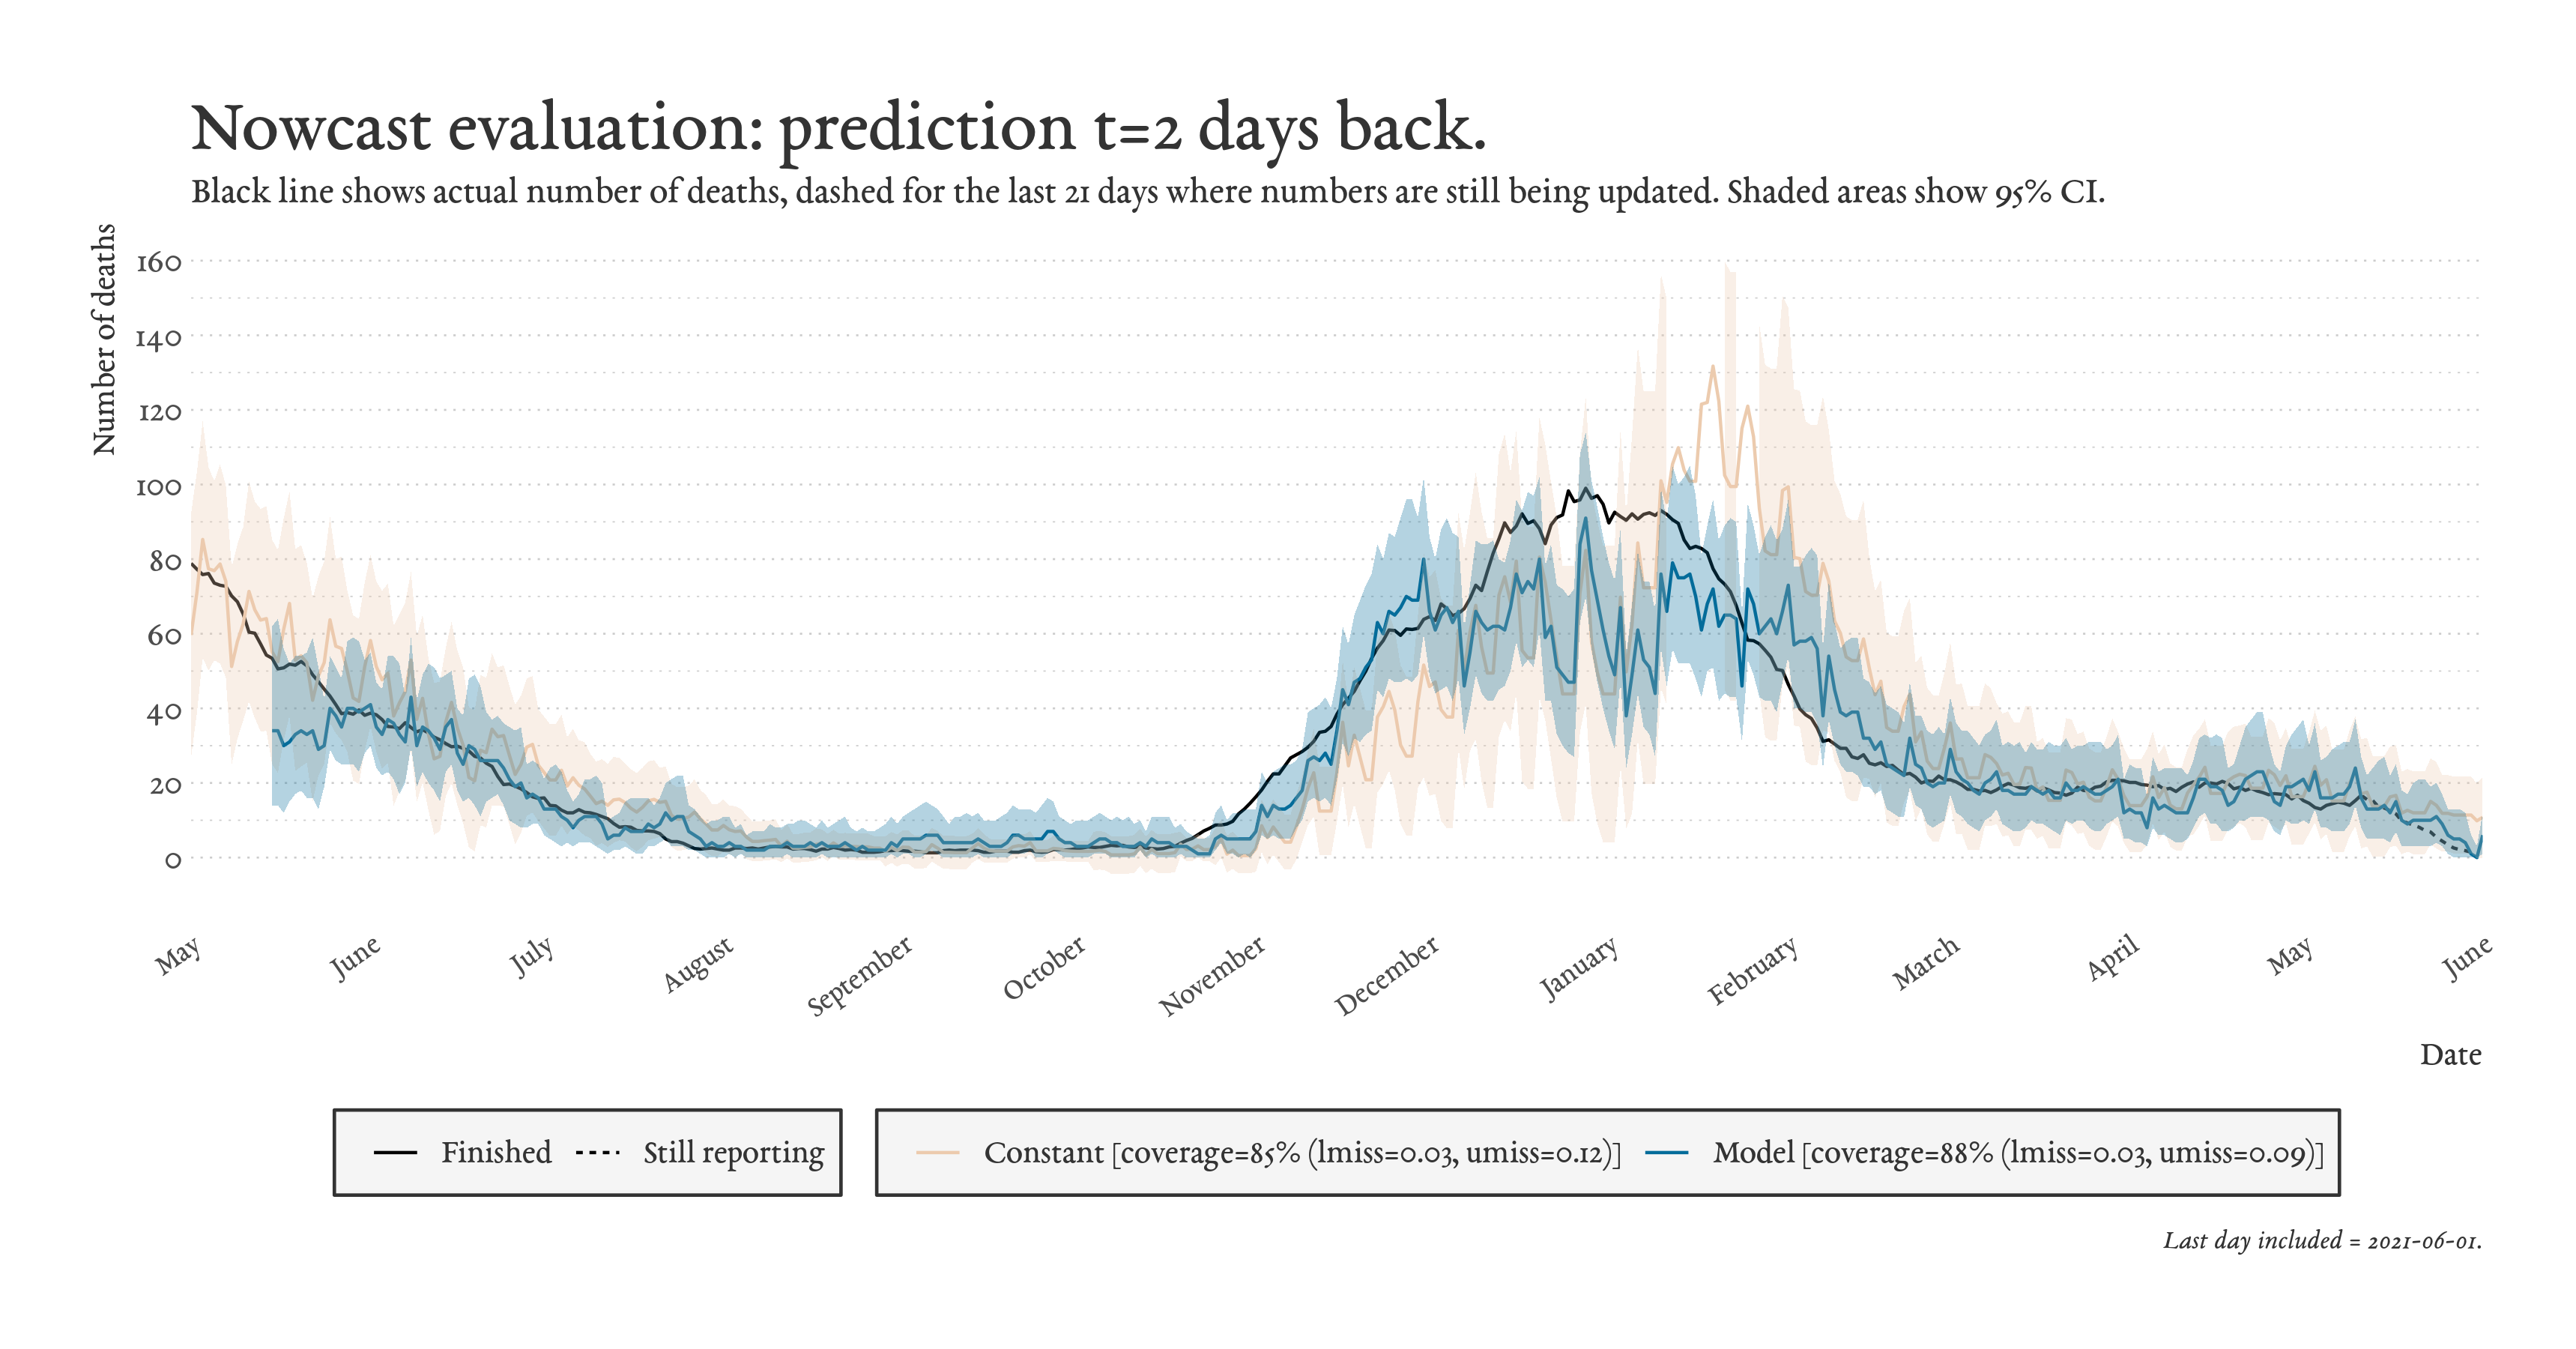 Nowcast evaluation: prediction t=2 days back.
Black line shows actual number of deaths, dashed for the last 21 days where numbers are still being updated. Shaded areas show 95% CI.
Number of deaths
160
140
120
100
80
60
40
20
0
May
June
July
August
September
October
November
December
January
February
March
April
May
June
Date
Finished
Still reporting
Constant [coverage=85% (lmiss=0.03, umiss=0.12)]
Model [coverage=88% (lmiss=0.03, umiss=0.09)]
Last day included = 2021-06-01.